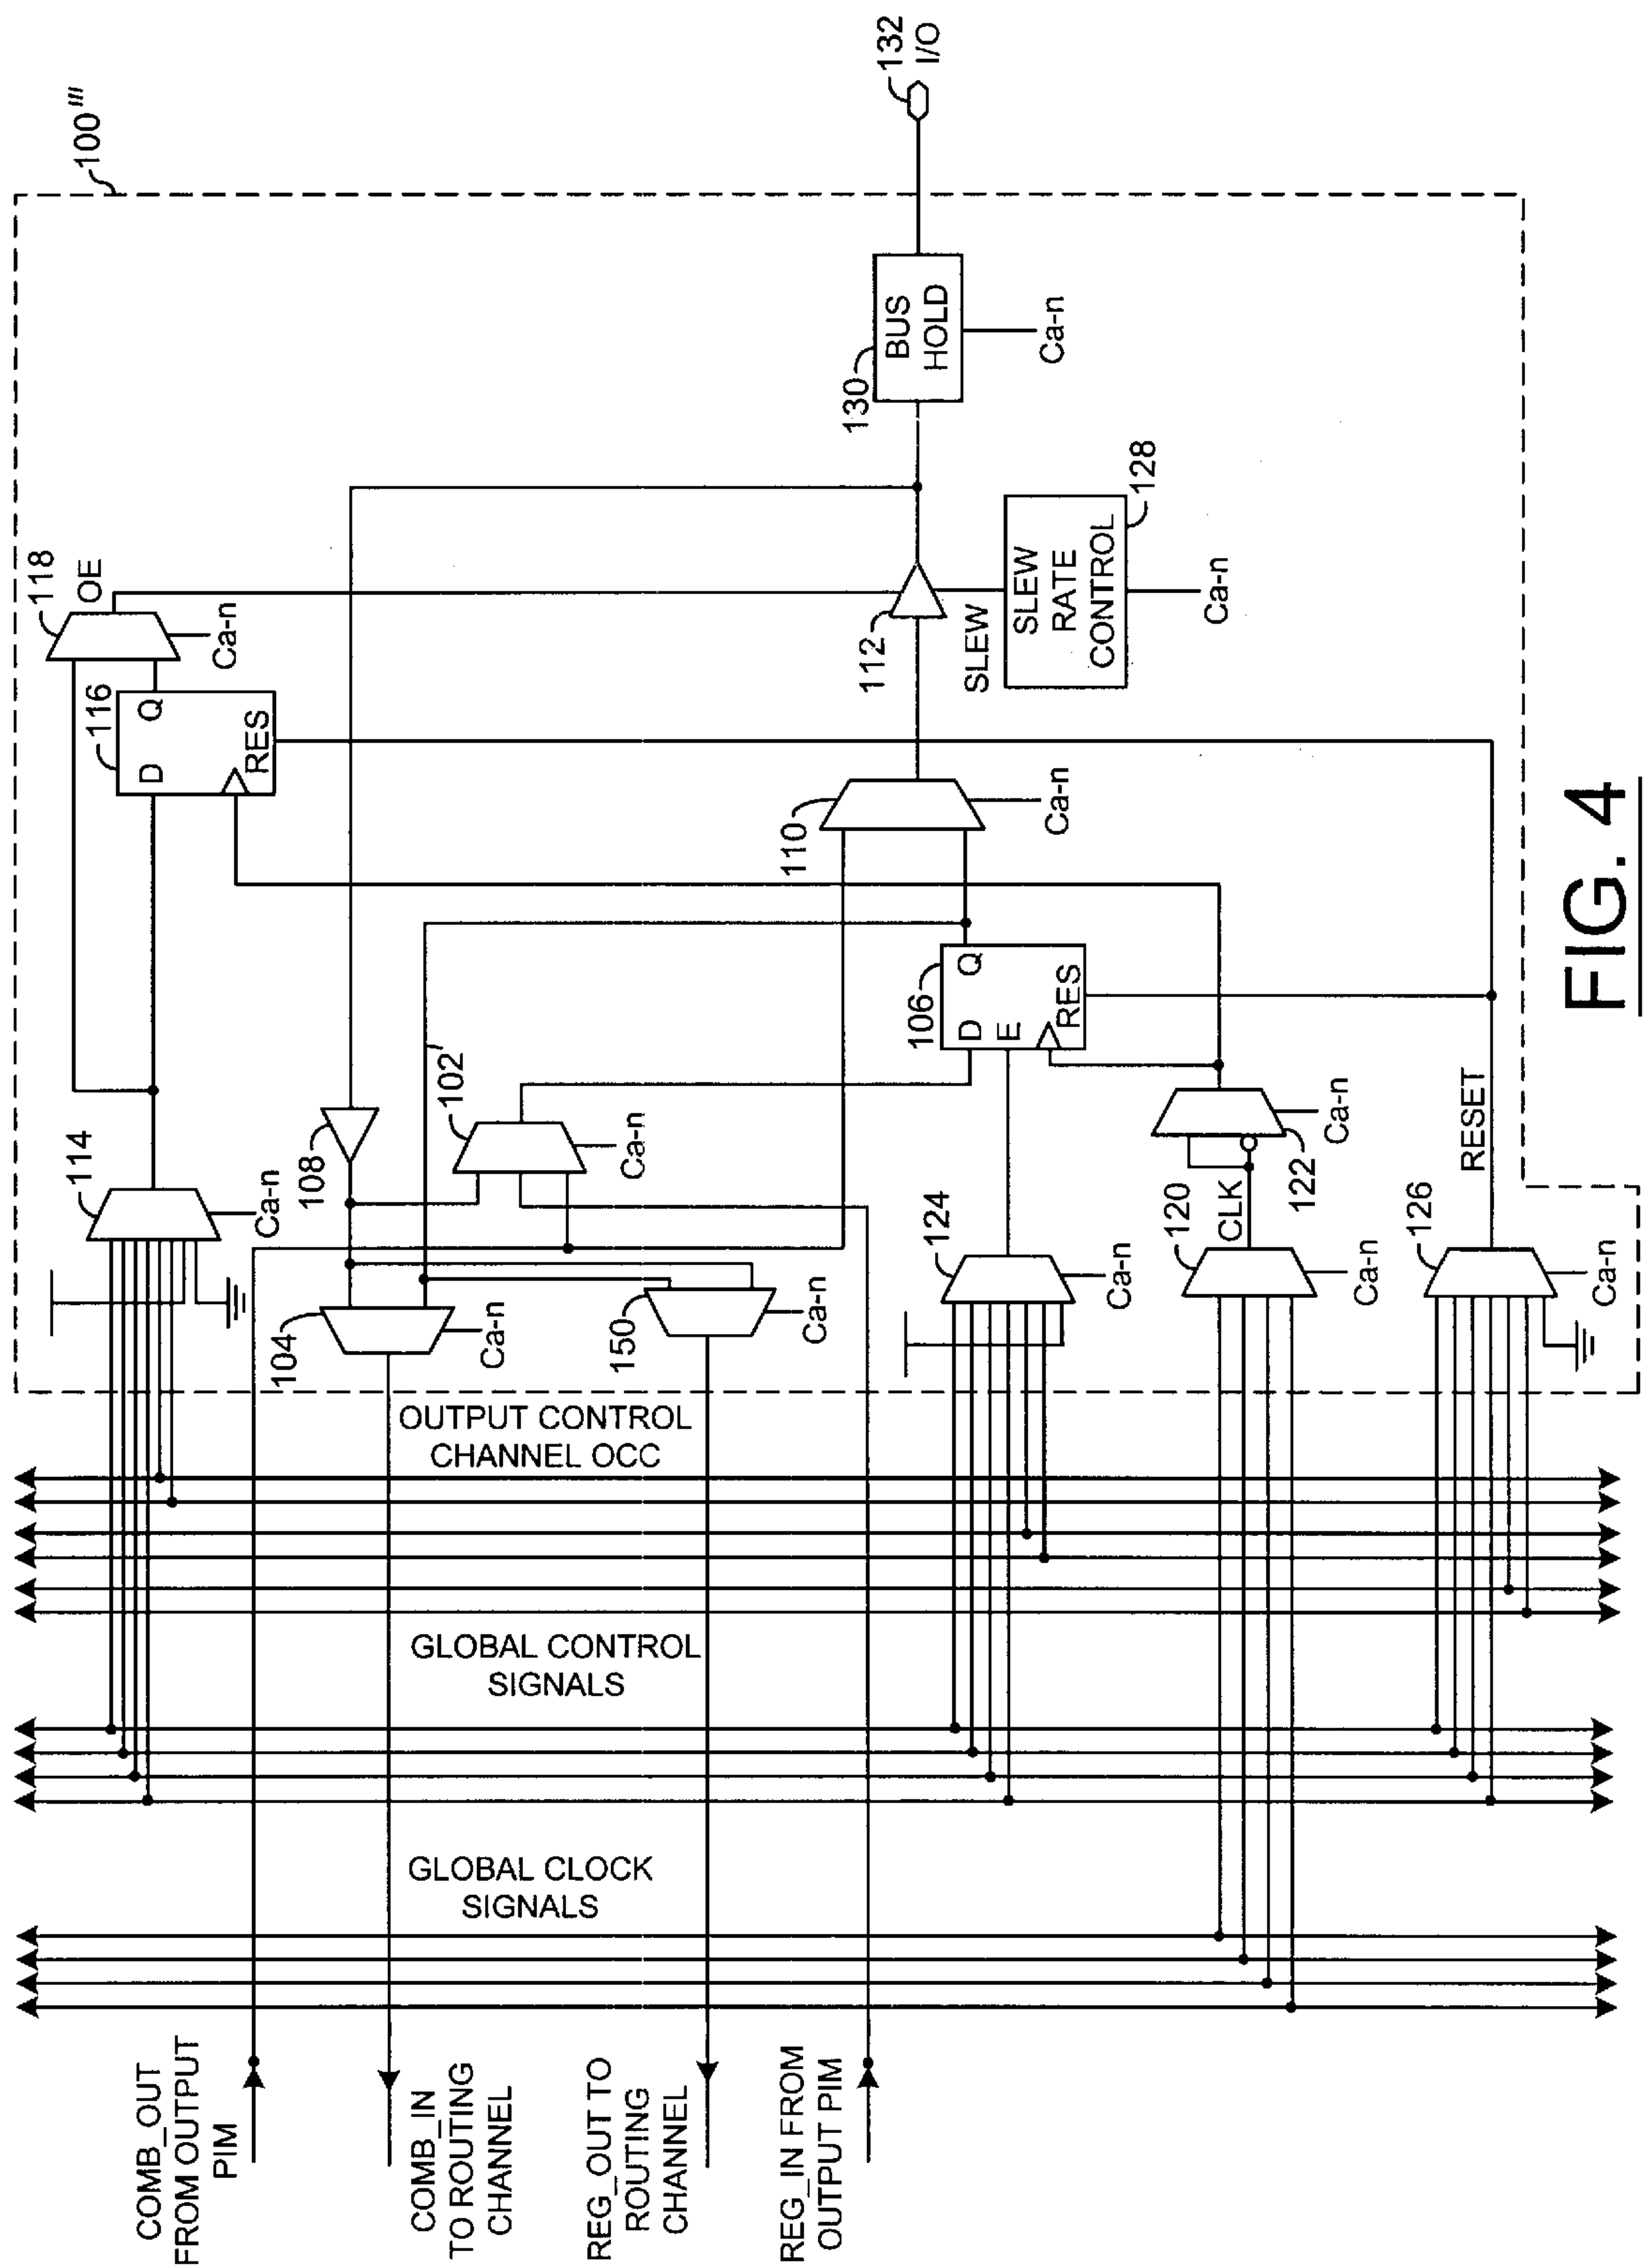 100'''
118
OE
116
D
Q
RES
Ca-n
114
Ca-n
108
102'
Ca-n
104
Ca-n
150
Ca-n
110
Ca-n
112
SLEW
SLEW
RATE
CONTROL
128
Ca-n
130
BUS
HOLD
Ca-n
132
I/O
106
D
Q
E
RES
124
Ca-n
120
CLK
Ca-n
122
Ca-n
126
RESET
Ca-n
OUTPUT CONTROL
CHANNEL OCC
GLOBAL CONTROL
SIGNALS
GLOBAL CLOCK
SIGNALS
COMB_OUT
FROM OUTPUT
PIM
COMB_IN
TO ROUTING
CHANNEL
REG_OUT TO
ROUTING
CHANNEL
REG_IN FROM
OUTPUT PIM
FIG. 4